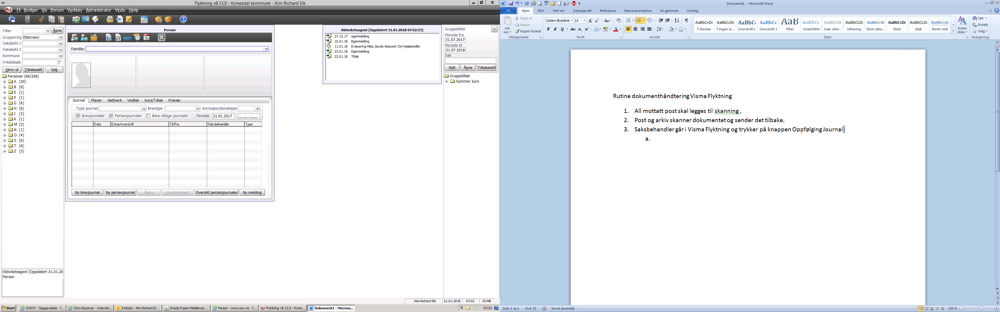 Flyktning v8.13.0 - Kvinesdal kommune - Kim Richard Eik
Fil Rediger Vis Person Verktøy Administrator Vindu Hjelp
Filter Åpne
Gruppering Etternavn
Saksbehl 1
Saksbehl 2
Kommune
Fritekstsøk
Skriv ut Tilbakestill Søk
Personer (66/206)
A (20)
B (6)
E (1)
F (1)
G (6)
H (6)
I (3)
K (1)
M (2)
N (1)
O (4)
S (6)
T (6)
Z (3)
Aktivitetsagent [Oppdatert 31.01.20
Person
Person
Kr CV NIR 1
Familie:
Journal Planer Nettverk Vedtak Kurs/Tiltak Fravær
Type journal Brevtype Korrespondansetype
Brevjournaler Personjournaler Bare viktige journaler Periode 31.01.2017 __.__.____
Dato Emne/overskrift Til/Fra Saksbehandler Type
Ny brevjournal Ny personjournal Åpne Vis dokument Oversikt personjournaler Ny melding
Aktivitetsagent [Oppdatert 31.01.2018 07:52:33]
27.12.17 egenmelding
10.01.18 Egenmelding
11.01.18 Evaluering Hiba Jawda Alzayed: Om hjelpemidler
23.01.18 Egenmelding
23.01.18 Tiltak
Gruppetiltak >
Periode fra
31.07.2017
Periode til
31.07.2018
Søk
Nytt Åpne Tilbakestill
Gruppetiltak
Sommer kurs
Kim Richard Eik 31.01.2018 07:52 53 MB
Start GOSYS - Oppgaveliste - I... Citrix Receiver - Internet... Innboks - Kim.Richard.Ei... Oracle Fusion Middlewar... Person - www.nav.no - I... Flyktning v8.13.0 - Kvine... Dokument1 - Microso... 07:52
Dokument1 - Microsoft Word
Fil Hjem NAV Sett inn Sideoppsett Referanser Masseutsendelser Se gjennom Visning
Lim inn
Klipp ut
Kopier
Kopier format
Utklippstavle
Calibri (Brødtek 11
F K U abc x₂ x²
Skrift
Avsnitt
AaBbCcDc AaBbCcDc AaBbC AaBbCc AaB AaBbCc. AaBbCcDc AaBbCcDc AaBbCcDc AaBbCcDc AaBbCcDc AaBbCcDc
¶ Normal ¶ Ingen m... Overskrift 1 Overskrift 2 Tittel Undertittel Svak uthe... Utheving Sterk uthe... Sterk Sitat Sterkt sitat
Endre stiler
Stiler
Søk
Erstatt
Velg
Redigering
Rutine dokumenthåndtering Visma Flyktning
1. All mottatt post skal legges til skanning .
2. Post og arkiv skanner dokumentet og sender det tilbake.
3. Saksbehandler går i Visma Flyktning og trykker på knappen Oppfølging Journal
a.
Side: 1 av 1 Ord: 35 Norsk (bokmål) 150 %